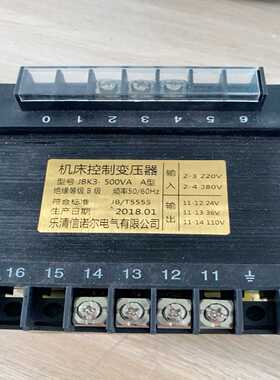 6 5 4 3 2 1 0
机床控制变压器
型号 JBK3-500VA A型
绝缘等级 B 级 频率50/60Hz
符合标准 JB/T5555
生产日期 2018.01
乐清信诺尔电气有限公司
输入
2-3 220V
2-4 380V
输出
11-12 24V
11-13 36V
11-14 110V
16 15 14 13 12 11